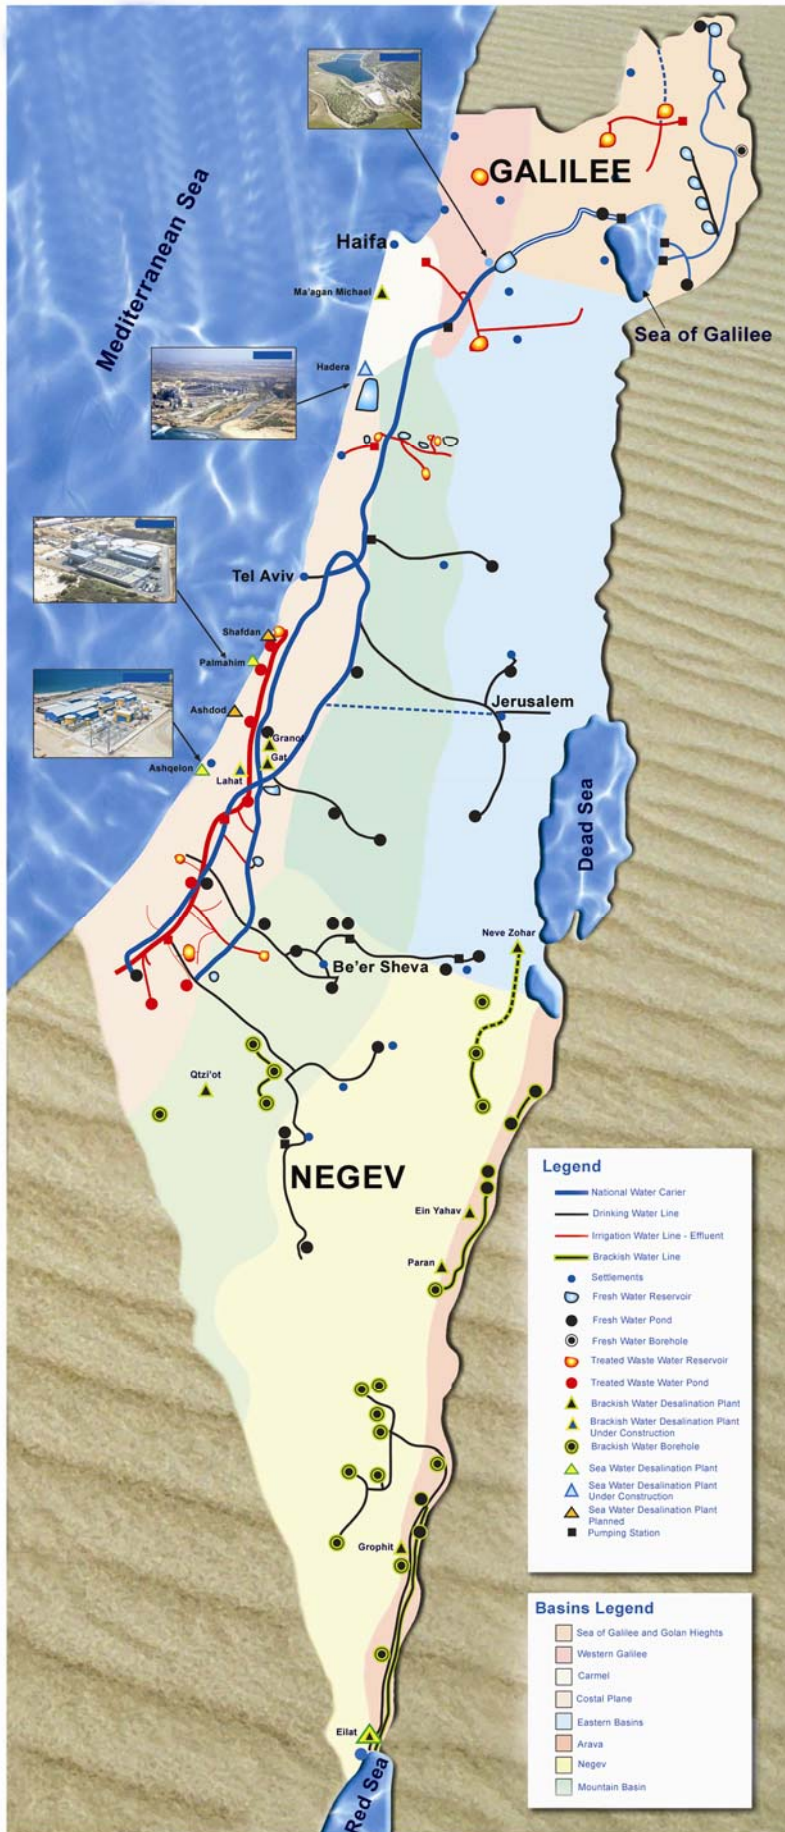 GALILEE
Mediterranean Sea
Haifa
Ma'agan Michael
Sea of Galilee
Hadera
Tel Aviv
Shafdan
Palmahim
Ashdod
Jerusalem
Granot
Gat
Ashqelon
Lahat
Dead Sea
Neve Zohar
Be'er Sheva
Qtzi'ot
NEGEV
Ein Yahav
Paran
Grophit
Eilat
Red Sea
Legend
National Water Carier
Drinking Water Line
Irrigation Water Line - Effluent
Brackish Water Line
Settlements
Fresh Water Reservoir
Fresh Water Pond
Fresh Water Borehole
Treated Waste Water Reservoir
Treated Waste Water Pond
Brackish Water Desalination Plant
Brackish Water Desalination Plant
Under Construction
Brackish Water Borehole
Sea Water Desalination Plant
Sea Water Desalination Plant
Under Construction
Sea Water Desalination Plant
Planned
Pumping Station
Basins Legend
Sea of Galilee and Golan Hieghts
Western Galilee
Carmel
Costal Plane
Eastern Basins
Arava
Negev
Mountain Basin